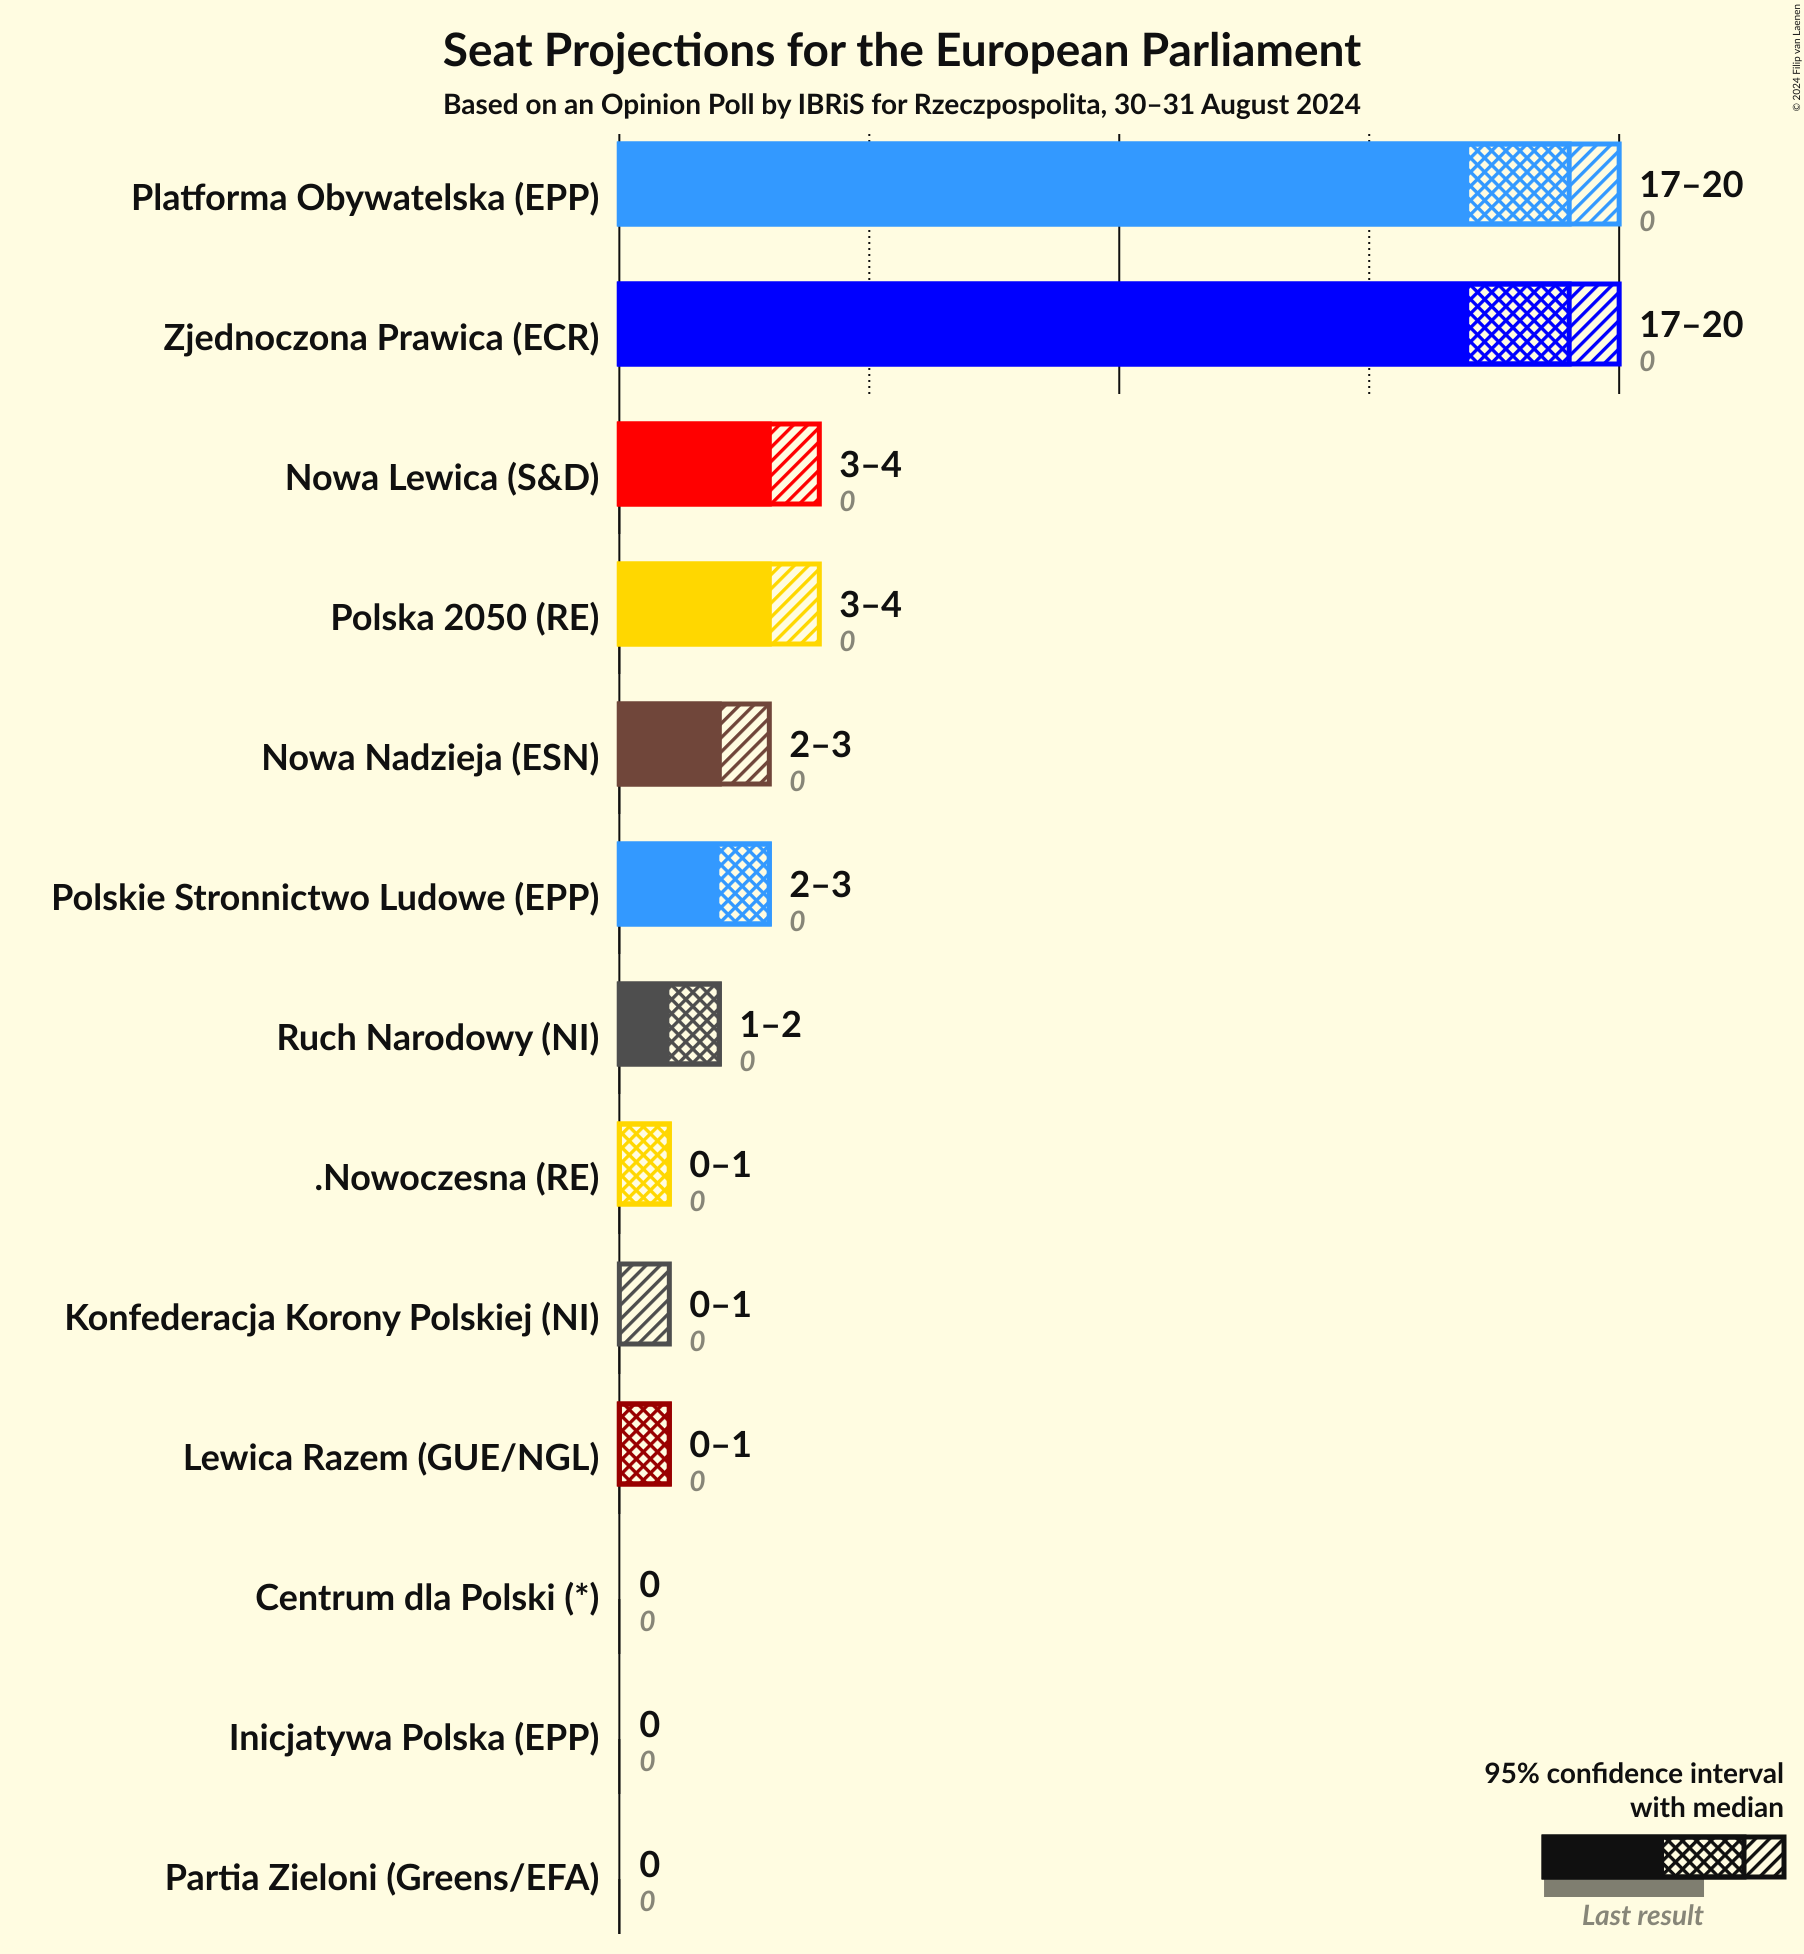 Seat Projections for the European Parliament
Based on an Opinion Poll by IBRiS for Rzeczpospolita, 30–31 August 2024
© 2024 Filip van Laenen
Platforma Obywatelska (EPP)
17–20
0
Zjednoczona Prawica (ECR)
17–20
0
Nowa Lewica (S&D)
3–4
0
Polska 2050 (RE)
3–4
0
Nowa Nadzieja (ESN)
2–3
0
Polskie Stronnictwo Ludowe (EPP)
2–3
0
Ruch Narodowy (NI)
1–2
0
.Nowoczesna (RE)
0–1
0
Konfederacja Korony Polskiej (NI)
0–1
0
Lewica Razem (GUE/NGL)
0–1
0
Centrum dla Polski (*)
0
0
Inicjatywa Polska (EPP)
0
0
Partia Zieloni (Greens/EFA)
0
0
95% confidence interval
with median
Last result